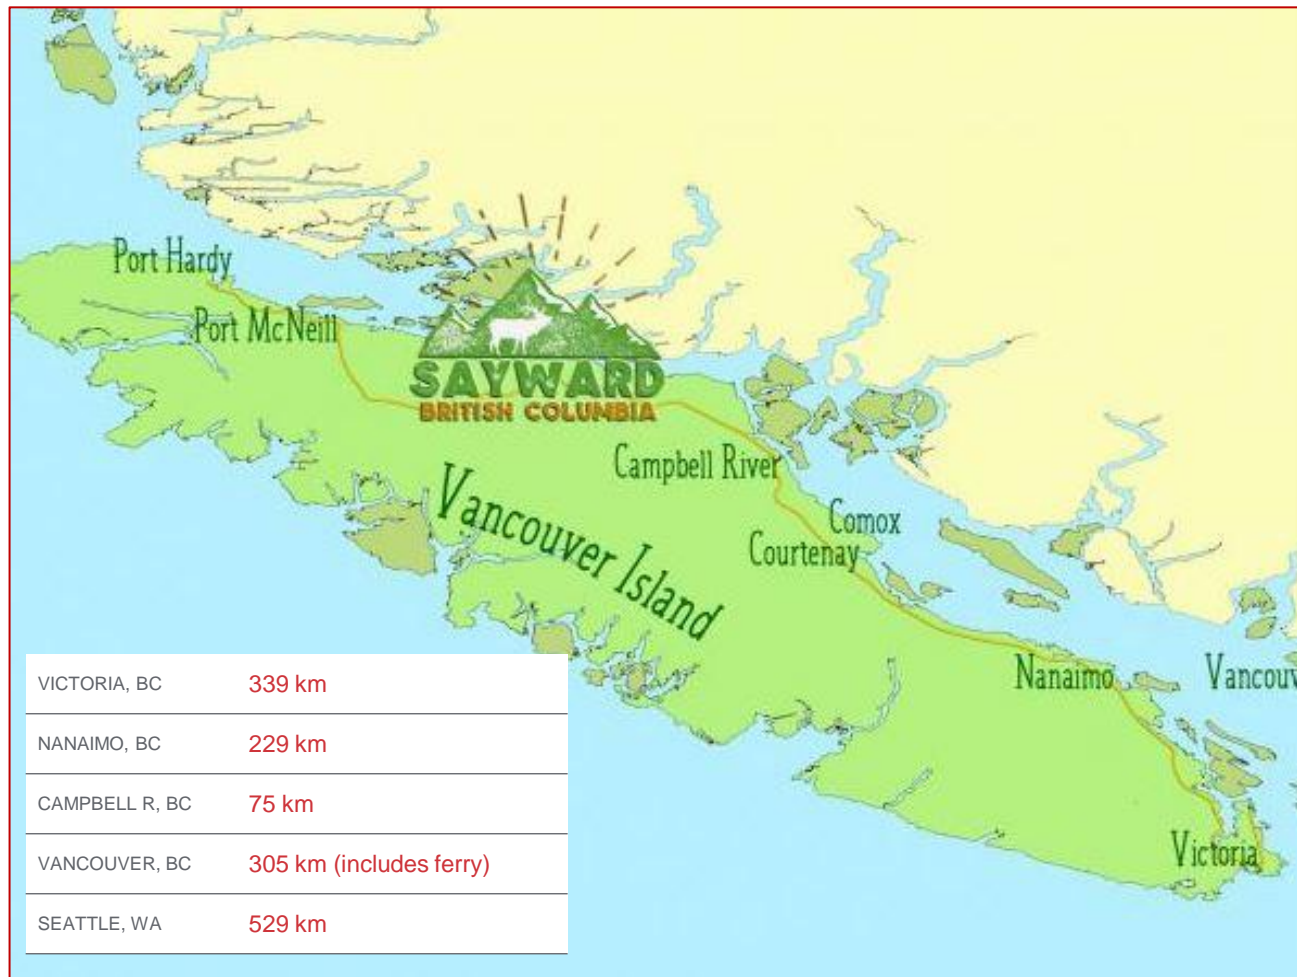 Port Hardy
Port McNeill
SAYWARD
BRITISH COLUMBIA
Campbell River
Vancouver Island
Comox
Courtenay
Nanaimo
Vancouv
Victoria
VICTORIA, BC 339 km
NANAIMO, BC 229 km
CAMPBELL R, BC 75 km
VANCOUVER, BC 305 km (includes ferry)
SEATTLE, WA 529 km